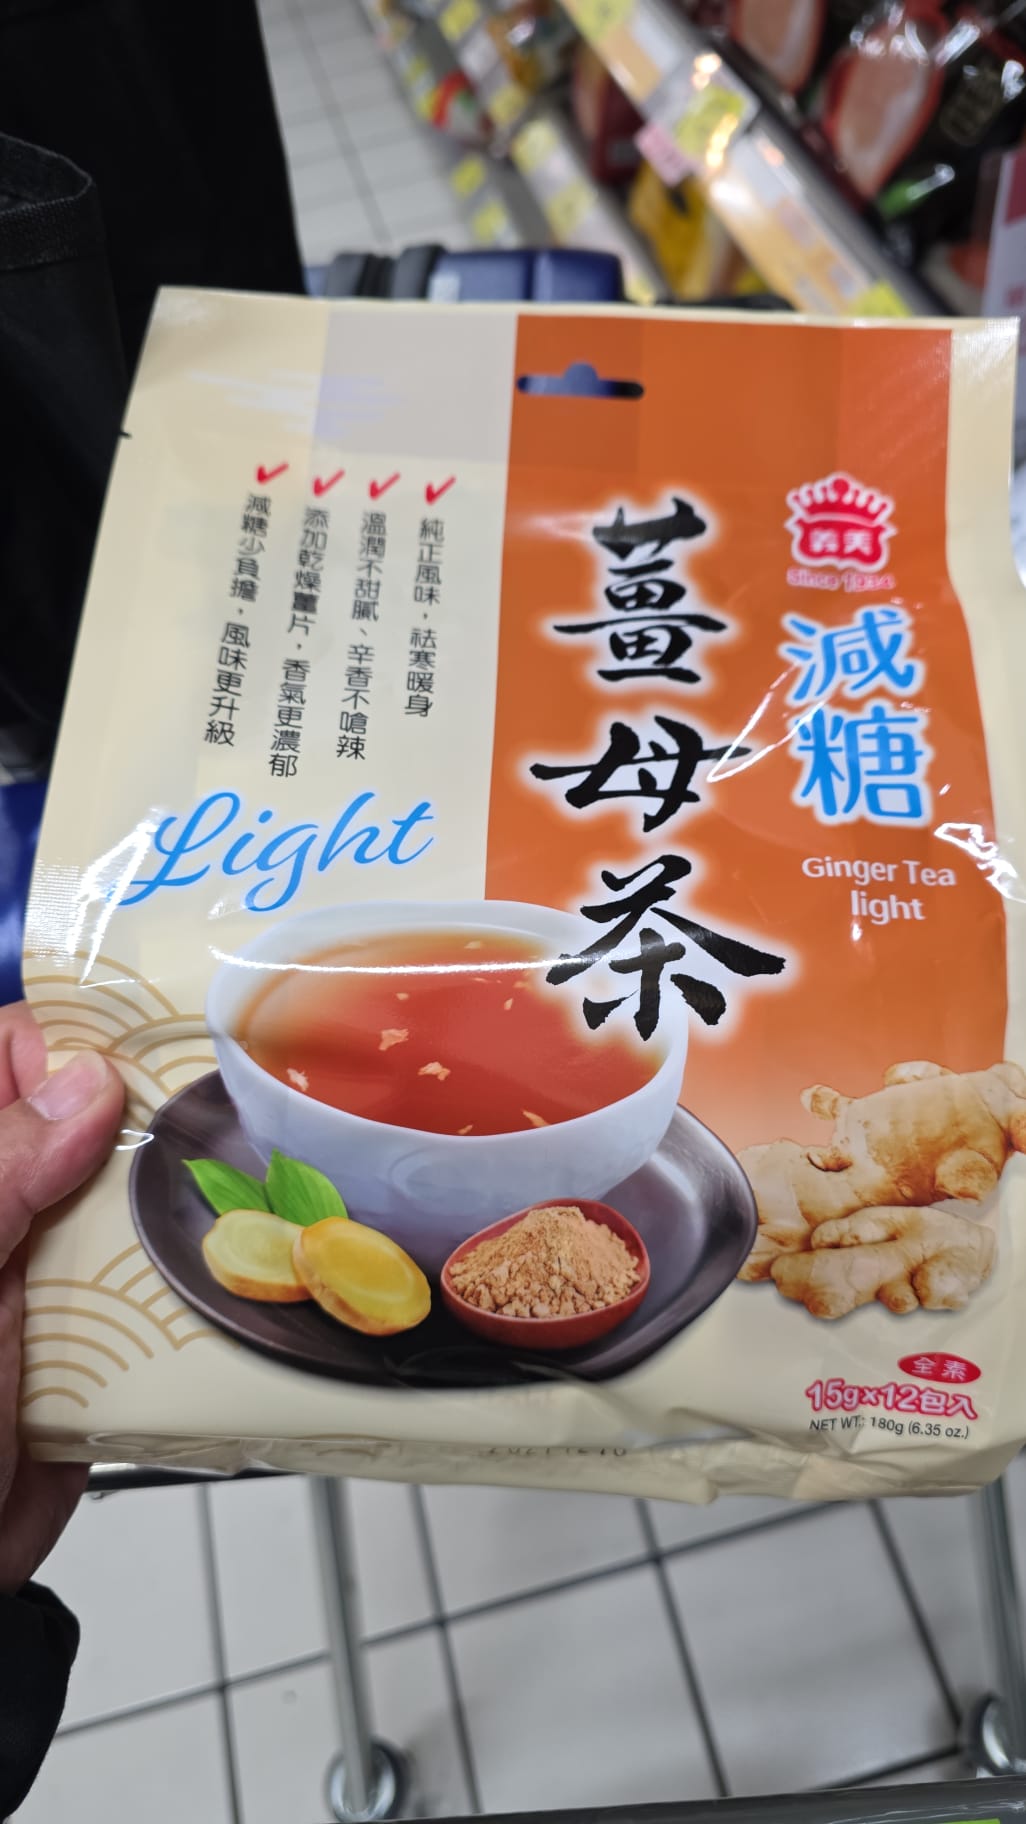 義美
Since 1934
減糖
Ginger Tea
light
薑母茶
純正風味，祛寒暖身
溫潤不甜膩、辛香不嗆辣
添加乾燥薑片，香氣更濃郁
減糖少負擔，風味更升級
Light
全素
15g×12包入
NET WT.: 180g (6.35 oz.)